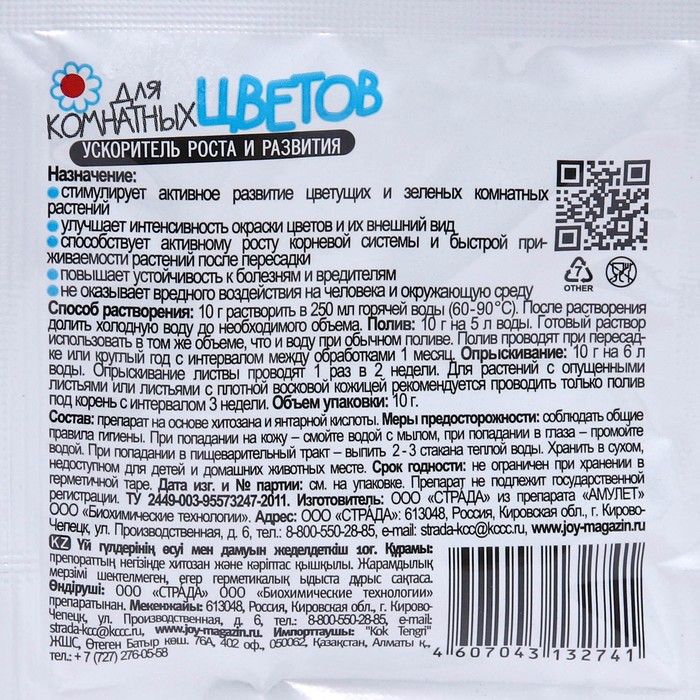 для
КОМНАТНЫХ ЦВЕТОВ
УСКОРИТЕЛЬ РОСТА И РАЗВИТИЯ
Назначение:
стимулирует активное развитие цветущих и зеленых комнатных
растений
улучшает интенсивность окраски цветов и их внешний вид
способствует активному росту корневой системы и быстрой при-
живаемости растений после пересадки
повышает устойчивость к болезням и вредителям
не оказывает вредного воздействия на человека и окружающую среду
7
OTHER
Способ растворения: 10 г растворить в 250 мл горячей воды (60-90°С). После растворения
долить холодную воду до необходимого объема. Полив: 10 г на 5 л воды. Готовый раствор
использовать в том же объеме, что и воду при обычном поливе. Полив проводят при пересад-
ке или круглый год с интервалом между обработками 1 месяц. Опрыскивание: 10 г на 6 л
воды. Опрыскивание листвы проводят 1 раз в 2 недели. Для растений с опущенными
листьями или листьями с плотной восковой кожицей рекомендуется проводить только полив
под корень с интервалом 3 недели. Объем упаковки: 10 г.
Состав: препарат на основе хитозана и янтарной кислоты. Меры предосторожности: соблюдать общие
правила гигиены. При попадании на кожу – смойте водой с мылом, при попадании в глаза – промойте
водой. При попадании в пищеварительный тракт – выпить 2-3 стакана теплой воды. Хранить в сухом,
недоступном для детей и домашних животных месте. Срок годности: не ограничен при хранении в
герметичной таре. Дата изг. и № партии: см. на упаковке. Препарат не подлежит государственной
регистрации. ТУ 2449-003-95573247-2011. Изготовитель: ООО «СТРАДА» из препарата «АМУЛЕТ»
ООО «Биохимические технологии». Адрес: ООО «СТРАДА»: 613048, Россия, Кировская обл., г. Кирово-
Чепецк, ул. Производственная, д. 6, тел.: 8-800-550-28-85, e-mail: strada-kcc@kccc.ru, www.joy-magazin.ru
KZ Үй гүлдерінің өсуі мен дамуын жеделдеткіш 10г. Құрамы:
препараттың негізінде хитозан және кәріптас қышқылы. Жарамдылық
мерзімі шектелмеген, егер герметикалық ыдыста дұрыс сақтаса.
Өндіруші: ООО «СТРАДА» ООО «Биохимические технологии»
препаратынан. Мекенжайы: 613048, Россия, Кировская обл., г. Кирово-
Чепецк, ул. Производственная, д. 6, тел.: 8-800-550-28-85, e-mail:
strada-kcc@kccc.ru, www.joy-magazin.ru. Импорттаушы: "Kok Tengri"
ЖШС, Өтеген Батыр көш. 76А, 402 оф., 050062, Қазақстан, Алматы қ.,
тел.: + 7 (727) 276-05-58
4 607043 132741